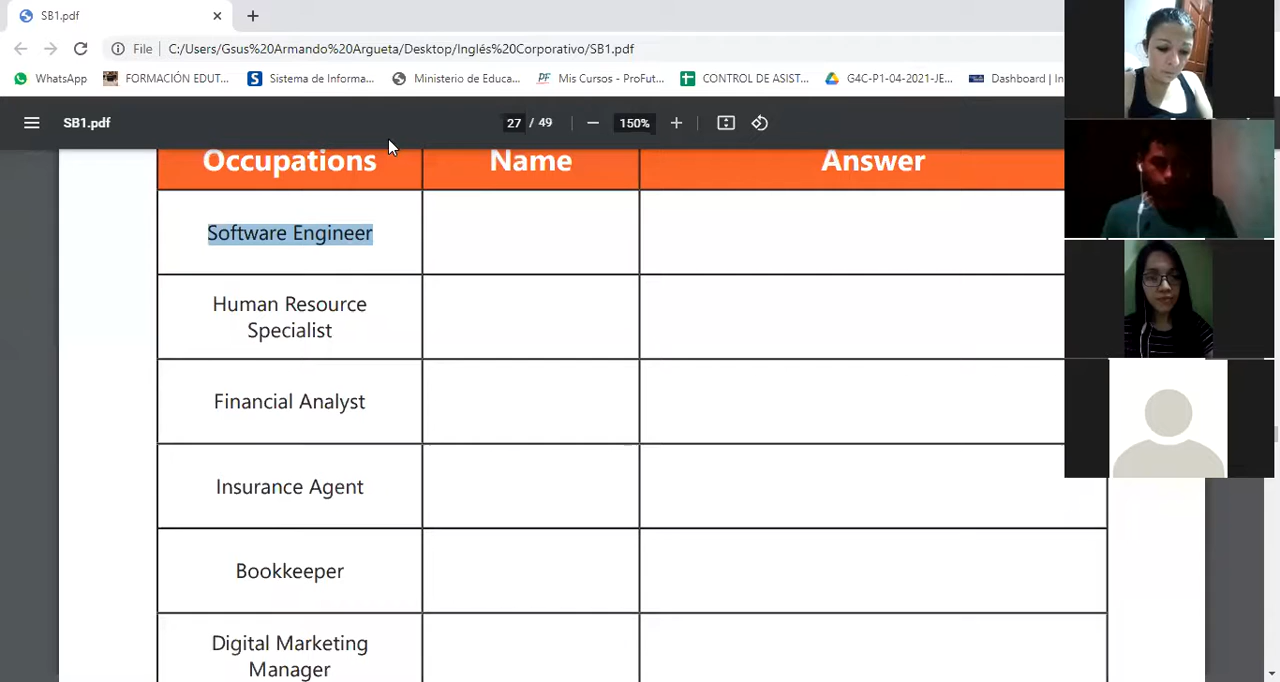 SB1.pdf
File
C:/Users/Gsus%20Armando%20Argueta/Desktop/Inglés%20Corporativo/SB1.pdf
WhatsApp
FORMACIÓN EDUT...
Sistema de Informa...
Ministerio de Educa...
Mis Cursos - ProFut...
CONTROL DE ASIST...
G4C-P1-04-2021-JE...
Dashboard | In
SB1.pdf
27 / 49
150%
Occupations
Name
Answer
Software Engineer
Human Resource
Specialist
Financial Analyst
Insurance Agent
Bookkeeper
Digital Marketing
Manager